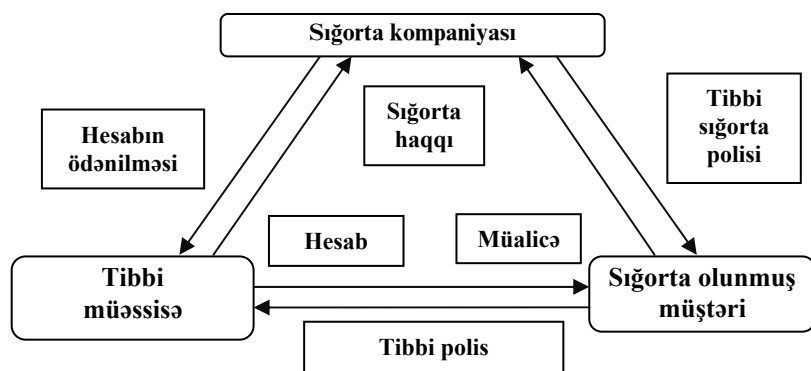 Sığorta kompaniyası
Hesabın
ödənilməsi
Sığorta
haqqı
Tibbi
sığorta
polisi
Hesab
Müalicə
Tibbi
müəssisə
Sığorta olunmuş
müştəri
Tibbi polis